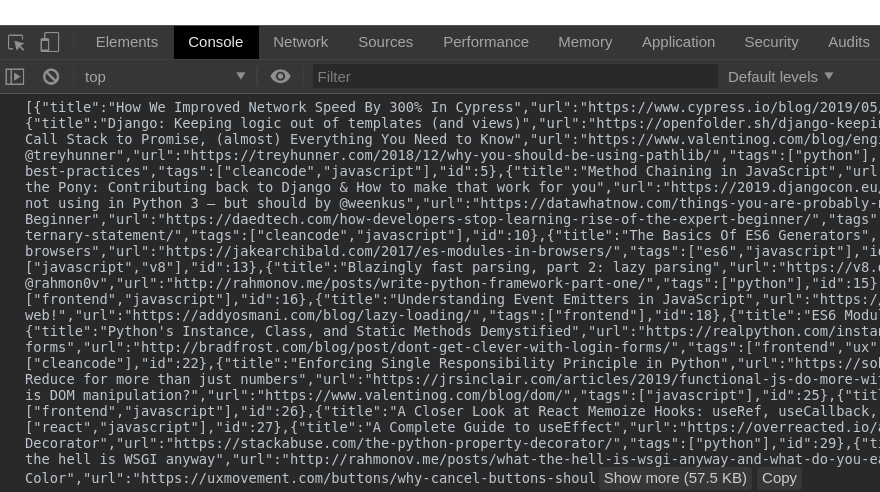 Elements Console Network Sources Performance Memory Application Security Audits
top Filter Default levels
[{"title":"How We Improved Network Speed By 300% In Cypress","url":"https://www.cypress.io/blog/2019/05,
{"title":"Django: Keeping logic out of templates (and views)","url":"https://openfolder.sh/django-keepin
Call Stack to Promise, (almost) Everything You Need to Know","url":"https://www.valentinog.com/blog/engi
@treyhunner","url":"https://treyhunner.com/2018/12/why-you-should-be-using-pathlib/","tags":["python"],
best-practices","tags":["cleancode","javascript"],"id":5},{"title":"Method Chaining in JavaScript","url
the Pony: Contributing back to Django & How to make that work for you","url":"https://2019.djangocon.eu,
not using in Python 3 — but should by @weenkus","url":"https://datawhatnow.com/things-you-are-probably-n
Beginner","url":"https://daedtech.com/how-developers-stop-learning-rise-of-the-expert-beginner/","tags"
ternary-statement/","tags":["cleancode","javascript"],"id":10},{"title":"The Basics Of ES6 Generators",
browsers","url":"https://jakearchibald.com/2017/es-modules-in-browsers/","tags":["es6","javascript"],"id
["javascript","v8"],"id":13},{"title":"Blazingly fast parsing, part 2: lazy parsing","url":"https://v8.d
@rahmon0v","url":"http://rahmonov.me/posts/write-python-framework-part-one/","tags":["python"],"id":15}
["frontend","javascript"],"id":16},{"title":"Understanding Event Emitters in JavaScript","url":"https:/
web!","url":"https://addyosmani.com/blog/lazy-loading/","tags":["frontend"],"id":18},{"title":"ES6 Modul
{"title":"Python's Instance, Class, and Static Methods Demystified","url":"https://realpython.com/instan
forms","url":"http://bradfrost.com/blog/post/dont-get-clever-with-login-forms/","tags":["frontend","ux"
["cleancode"],"id":22},{"title":"Enforcing Single Responsibility Principle in Python","url":"https://sob
Reduce for more than just numbers","url":"https://jrsinclair.com/articles/2019/functional-js-do-more-wit
is DOM manipulation?","url":"https://www.valentinog.com/blog/dom/","tags":["javascript"],"id":25},{"titl
["frontend","javascript"],"id":26},{"title":"A Closer Look at React Memoize Hooks: useRef, useCallback,
["react","javascript"],"id":27},{"title":"A Complete Guide to useEffect","url":"https://overreacted.io/a
Decorator","url":"https://stackabuse.com/the-python-property-decorator/","tags":["python"],"id":29},{"ti
the hell is WSGI anyway","url":"http://rahmonov.me/posts/what-the-hell-is-wsgi-anyway-and-what-do-you-ea
Color","url":"https://uxmovement.com/buttons/why-cancel-buttons-shoul Show more (57.5 KB) Copy